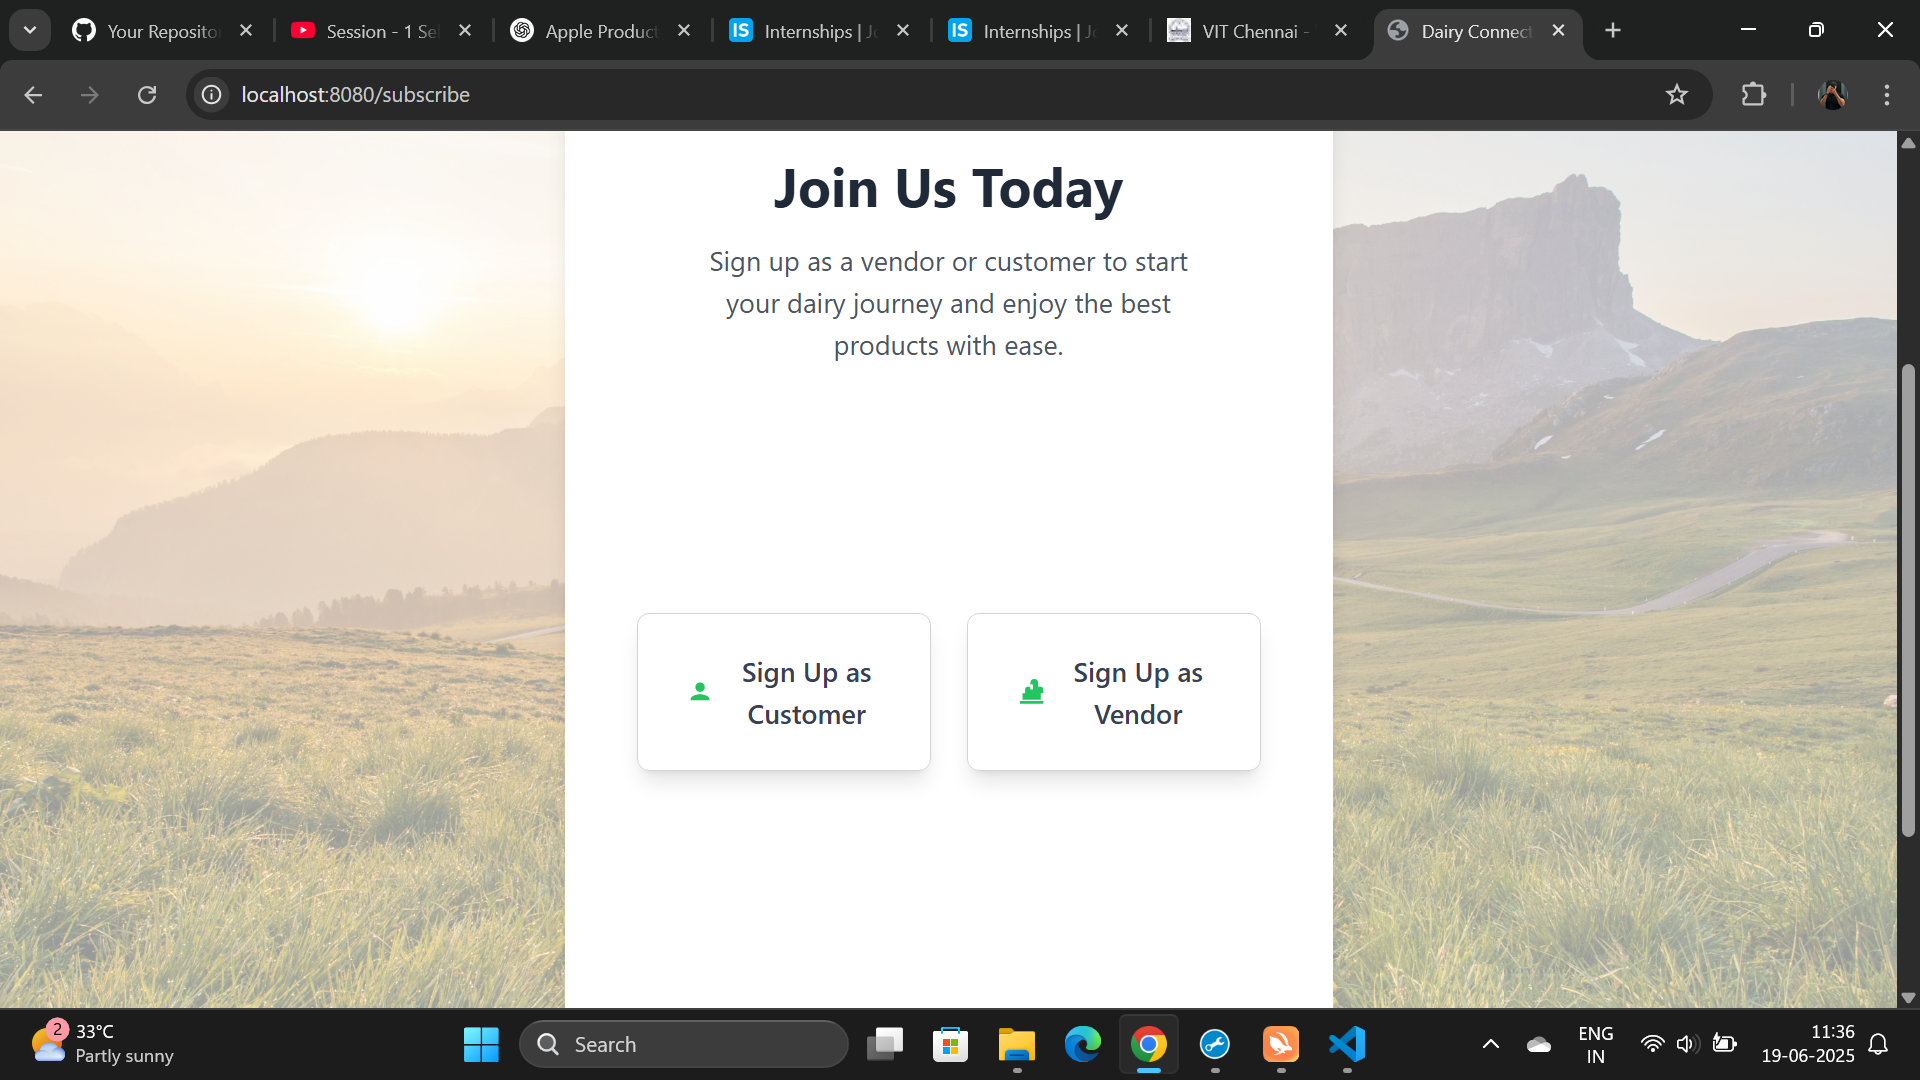 Your Reposito
Session - 1 Sel
Apple Product
IS
Internships | Jo
IS
Internships | Jo
VIT Chennai -
Dairy Connect
localhost:8080/subscribe
Join Us Today
Sign up as a vendor or customer to start
your dairy journey and enjoy the best
products with ease.
Sign Up as
Customer
Sign Up as
Vendor
2
33°C
Partly sunny
Search
ENG
IN
11:36
19-06-2025